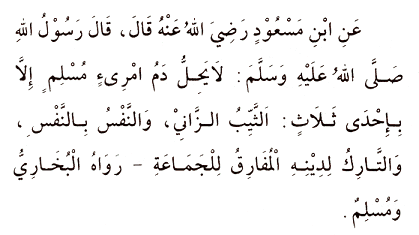 عَنِ ابْنِ مَسْعُودٍ رَضِيَ اللهُ عَنْهُ قَالَ، قَالَ رَسُوْلُ اللهِ
صَلَّى اللهُ عَلَيْهِ وَسَلَّمَ: لَايَحِلُّ دَمُ امْرِىءٍ مُسْلِمٍ إِلَّا
بِإِحْدَى ثَلَاثٍ: اَلثَّيِّبُ الزَّانِيْ، وَالنَّفْسُ بِالنَّفْسِ،
وَالتَّارِكُ لِدِيْنِهِ الْمُفَارِقُ لِلْجَمَاعَةِ – رَوَاهُ الْبُخَارِيُّ
وَمُسْلِمٌ.